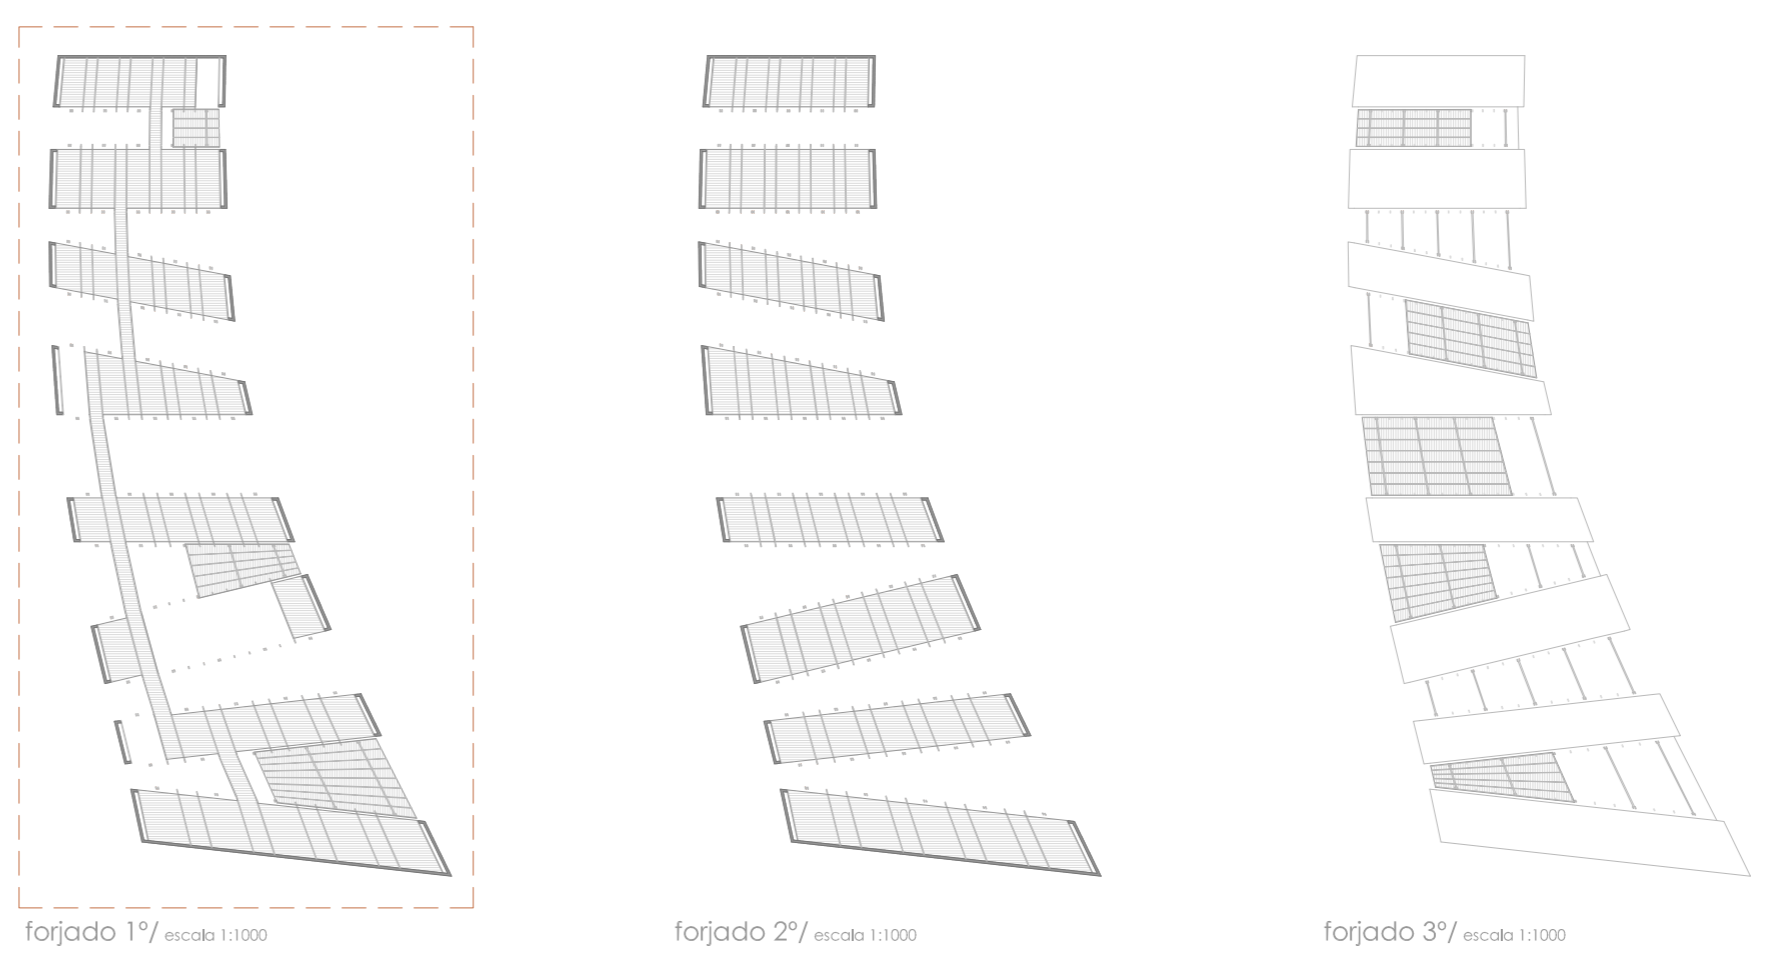 forjado 1º/ escala 1:1000
forjado 2º/ escala 1:1000
forjado 3º/ escala 1:1000